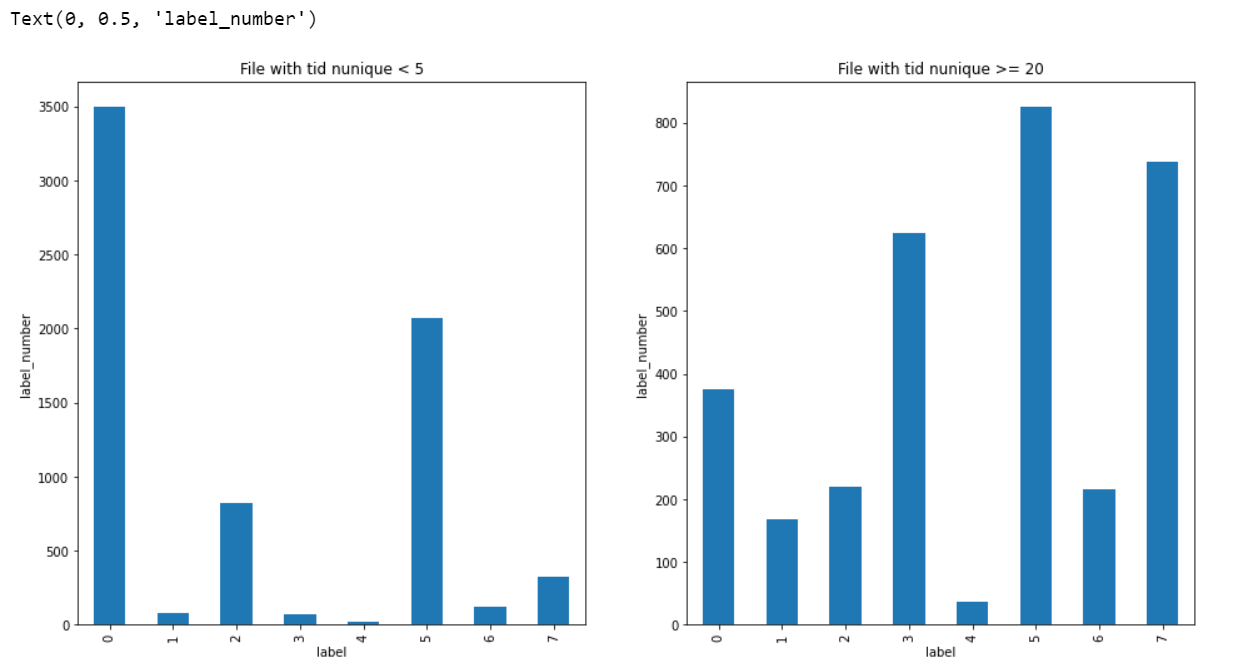 Text(0, 0.5, 'label_number')
File with tid nunique < 5
3500
3000
2500
2000
1500
1000
500
0
label_number
0 1 2 3 4 5 6 7
label
File with tid nunique >= 20
800
700
600
500
400
300
200
100
0
label_number
0 1 2 3 4 5 6 7
label